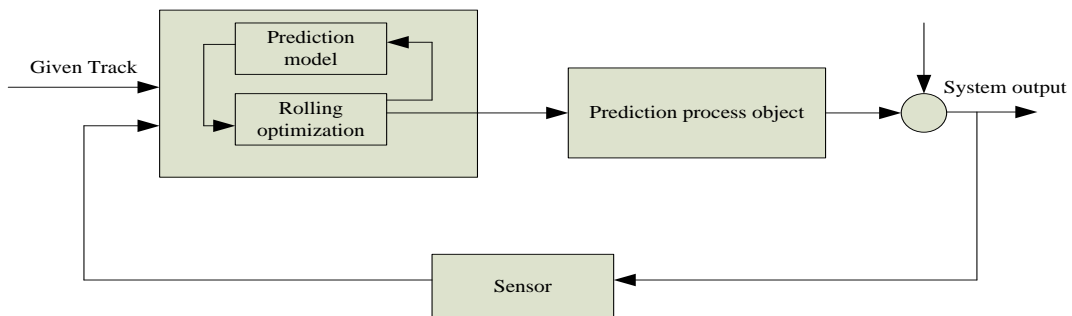 Prediction
model
Given Track
Rolling
optimization
Prediction process object
System output
Sensor